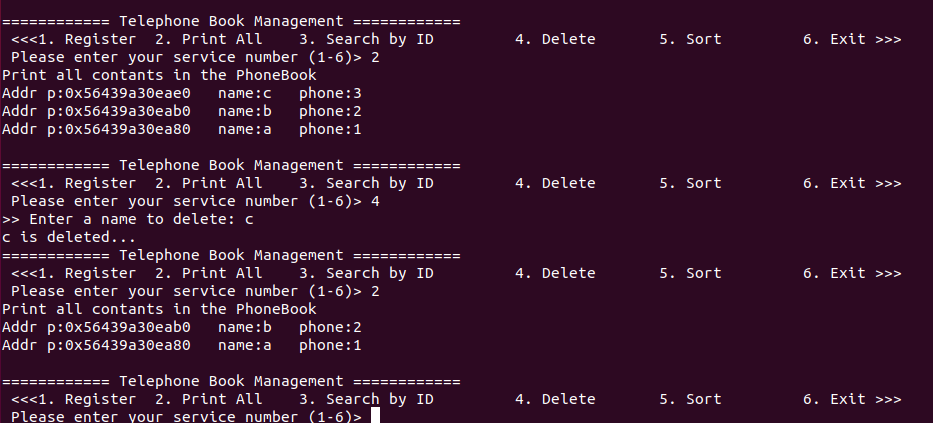 ============ Telephone Book Management ============
<<<1. Register  2. Print All    3. Search by ID         4. Delete       5. Sort         6. Exit >>>
Please enter your service number (1-6)> 2
Print all contants in the PhoneBook
Addr p:0x56439a30eae0   name:c   phone:3
Addr p:0x56439a30eab0   name:b   phone:2
Addr p:0x56439a30ea80   name:a   phone:1
============ Telephone Book Management ============
<<<1. Register  2. Print All    3. Search by ID         4. Delete       5. Sort         6. Exit >>>
Please enter your service number (1-6)> 4
>> Enter a name to delete: c
c is deleted...
============ Telephone Book Management ============
<<<1. Register  2. Print All    3. Search by ID         4. Delete       5. Sort         6. Exit >>>
Please enter your service number (1-6)> 2
Print all contants in the PhoneBook
Addr p:0x56439a30eab0   name:b   phone:2
Addr p:0x56439a30ea80   name:a   phone:1
============ Telephone Book Management ============
<<<1. Register  2. Print All    3. Search by ID         4. Delete       5. Sort         6. Exit >>>
Please enter your service number (1-6)>